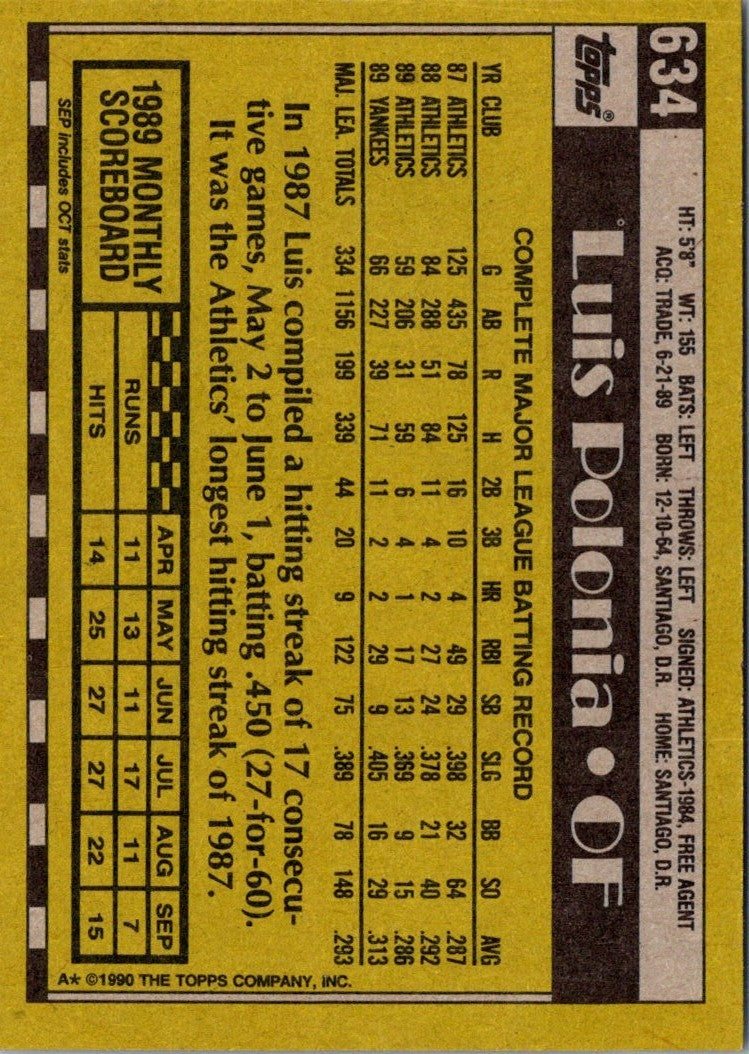 634
HT: 5'8" WT: 155 BATS: LEFT THROWS: LEFT SIGNED: ATHLETICS-1984, FREE AGENT
ACQ: TRADE, 6-21-89 BORN: 12-10-64, SANTIAGO, D.R. HOME: SANTIAGO, D.R.
TOPPS®
Luis Polonia • OF
COMPLETE MAJOR LEAGUE BATTING RECORD
YR CLUB G AB R H 2B 3B HR RBI SB SLG BB SO AVG
87 ATHLETICS 125 435 78 125 16 10 4 49 29 .398 32 64 .287
88 ATHLETICS 84 288 51 84 11 4 2 27 24 .378 21 40 .292
89 ATHLETICS 59 206 31 59 6 4 1 17 13 .369 9 15 .286
89 YANKEES 66 227 39 71 11 2 2 29 9 .405 16 29 .313
MAJ. LEA. TOTALS 334 1156 199 339 44 20 9 122 75 .389 78 148 .293
In 1987 Luis compiled a hitting streak of 17 consecu-
tive games, May 2 to June 1, batting .450 (27-for-60).
It was the Athletics' longest hitting streak of 1987.
1989 MONTHLY
SCOREBOARD
APR MAY JUN JUL AUG SEP
RUNS 11 13 11 17 11 7
HITS 14 25 27 27 22 15
SEP includes OCT stats
A* ©1990 THE TOPPS COMPANY, INC.